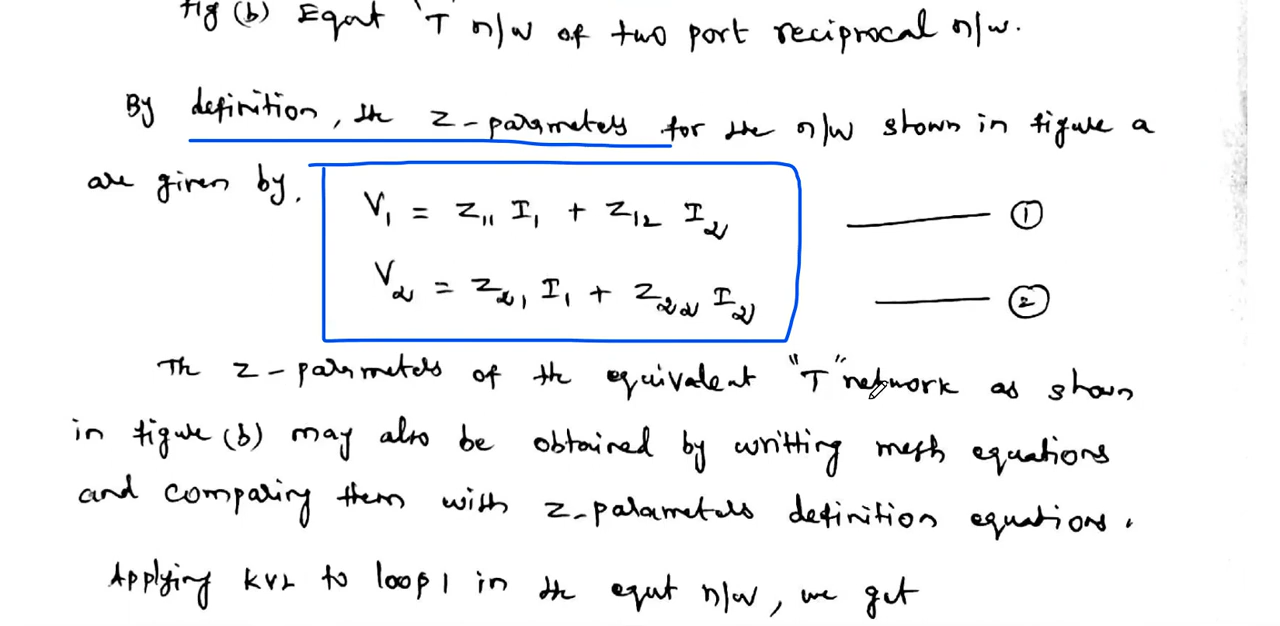 Fig (b) Eqnt "T" n/w of two port reciprocal n/w.
By definition, the Z-parameters for the n/w shown in figure a
are given by.
V₁ = Z₁₁ I₁ + Z₁₂ I₂ ①
V₂ = Z₂₁ I₁ + Z₂₂ I₂ ②
The Z-parameters of the equivalent "T" network as shown
in figure (b) may also be obtained by writting mesh equations
and comparing them with Z-parameters definition equations.
Applying KVL to loop 1 in the eqnt n/w, we get